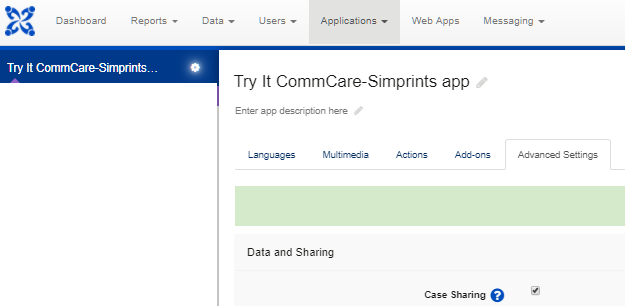 Dashboard Reports Data Users Applications Web Apps Messaging
Try It CommCare-Simprints...
Try It CommCare-Simprints app
Enter app description here
Languages Multimedia Actions Add-ons Advanced Settings
Data and Sharing
Case Sharing ?